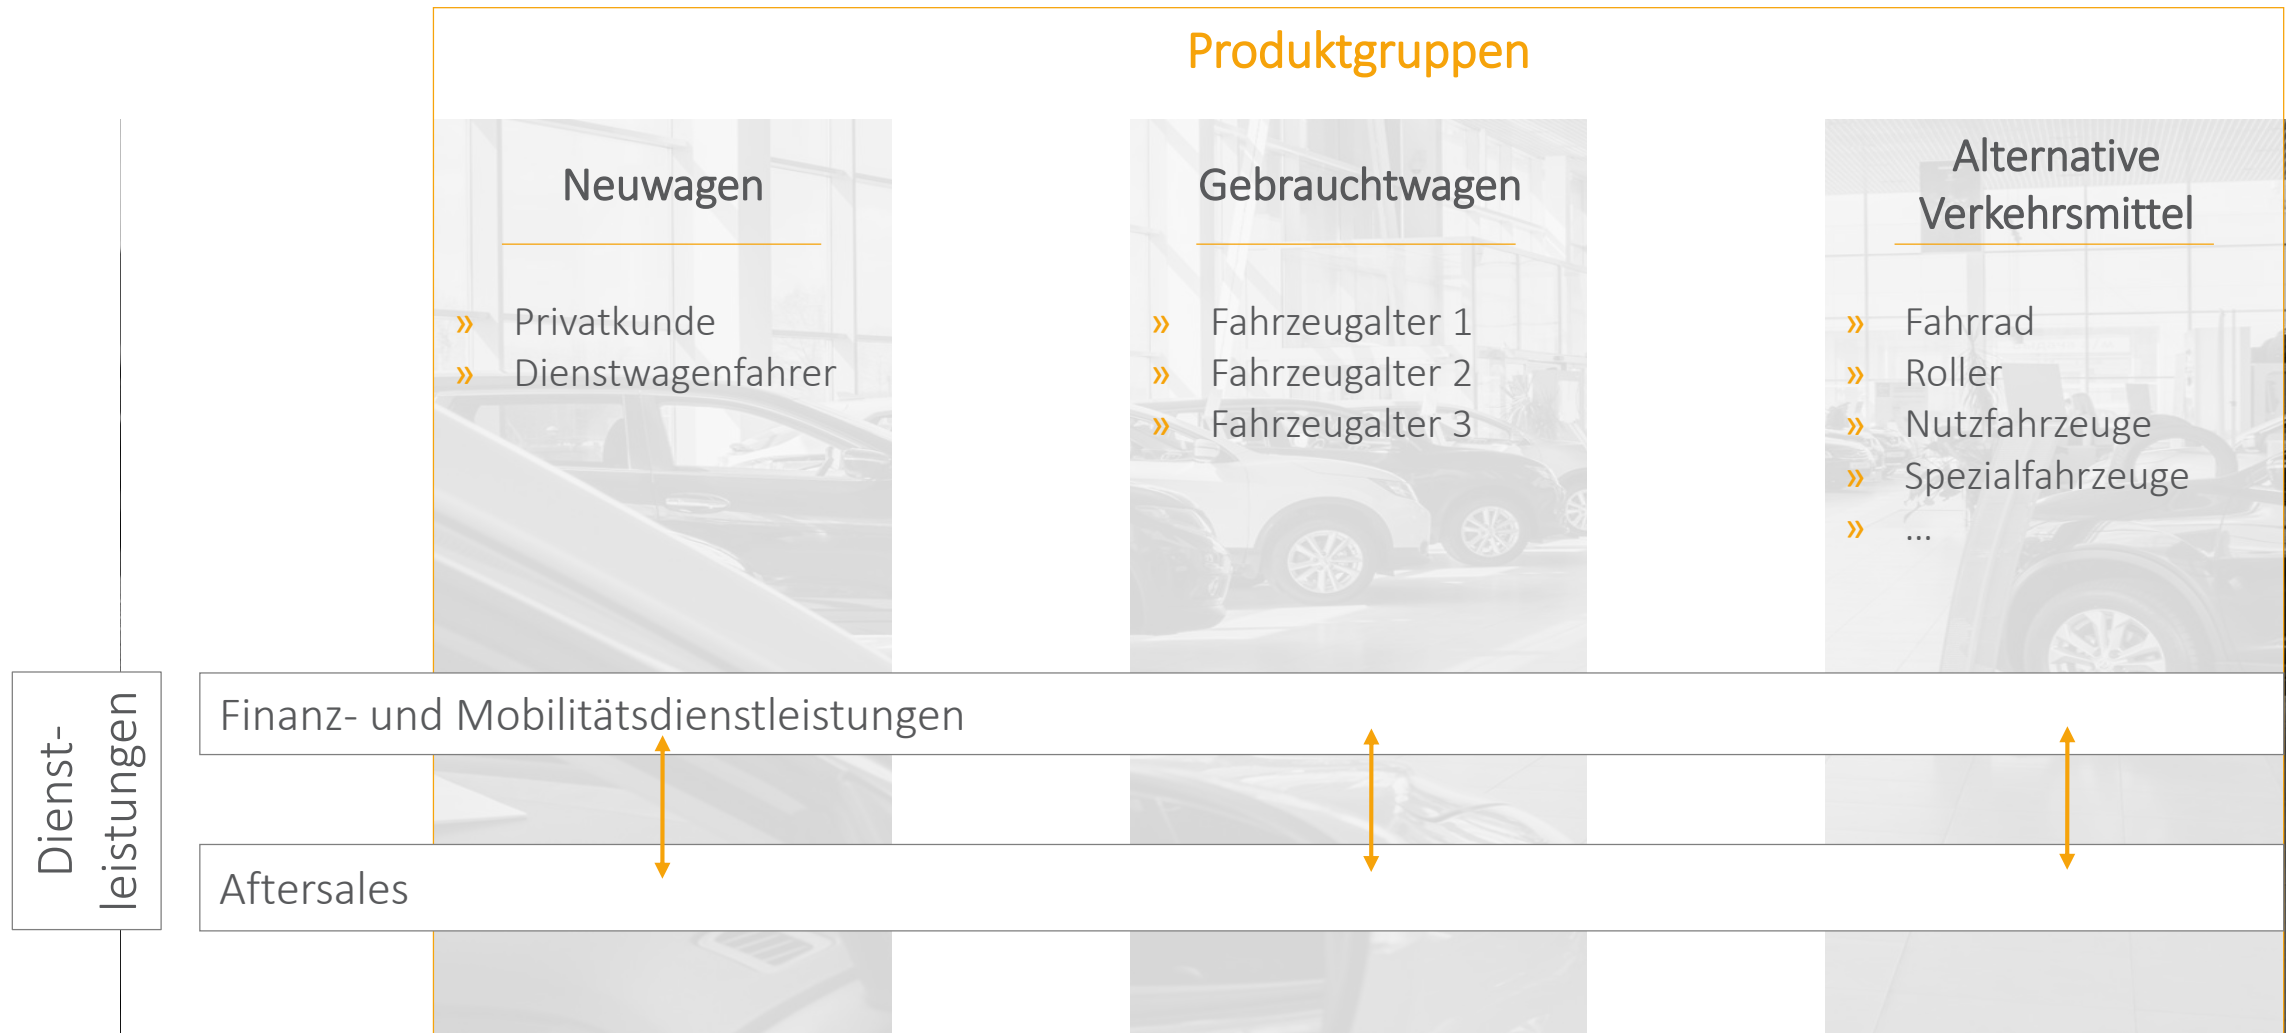 Produktgruppen
Neuwagen
» Privatkunde
» Dienstwagenfahrer
Gebrauchtwagen
» Fahrzeugalter 1
» Fahrzeugalter 2
» Fahrzeugalter 3
Alternative
Verkehrsmittel
» Fahrrad
» Roller
» Nutzfahrzeuge
» Spezialfahrzeuge
» ...
Dienst-
leistungen
Finanz- und Mobilitätsdienstleistungen
Aftersales